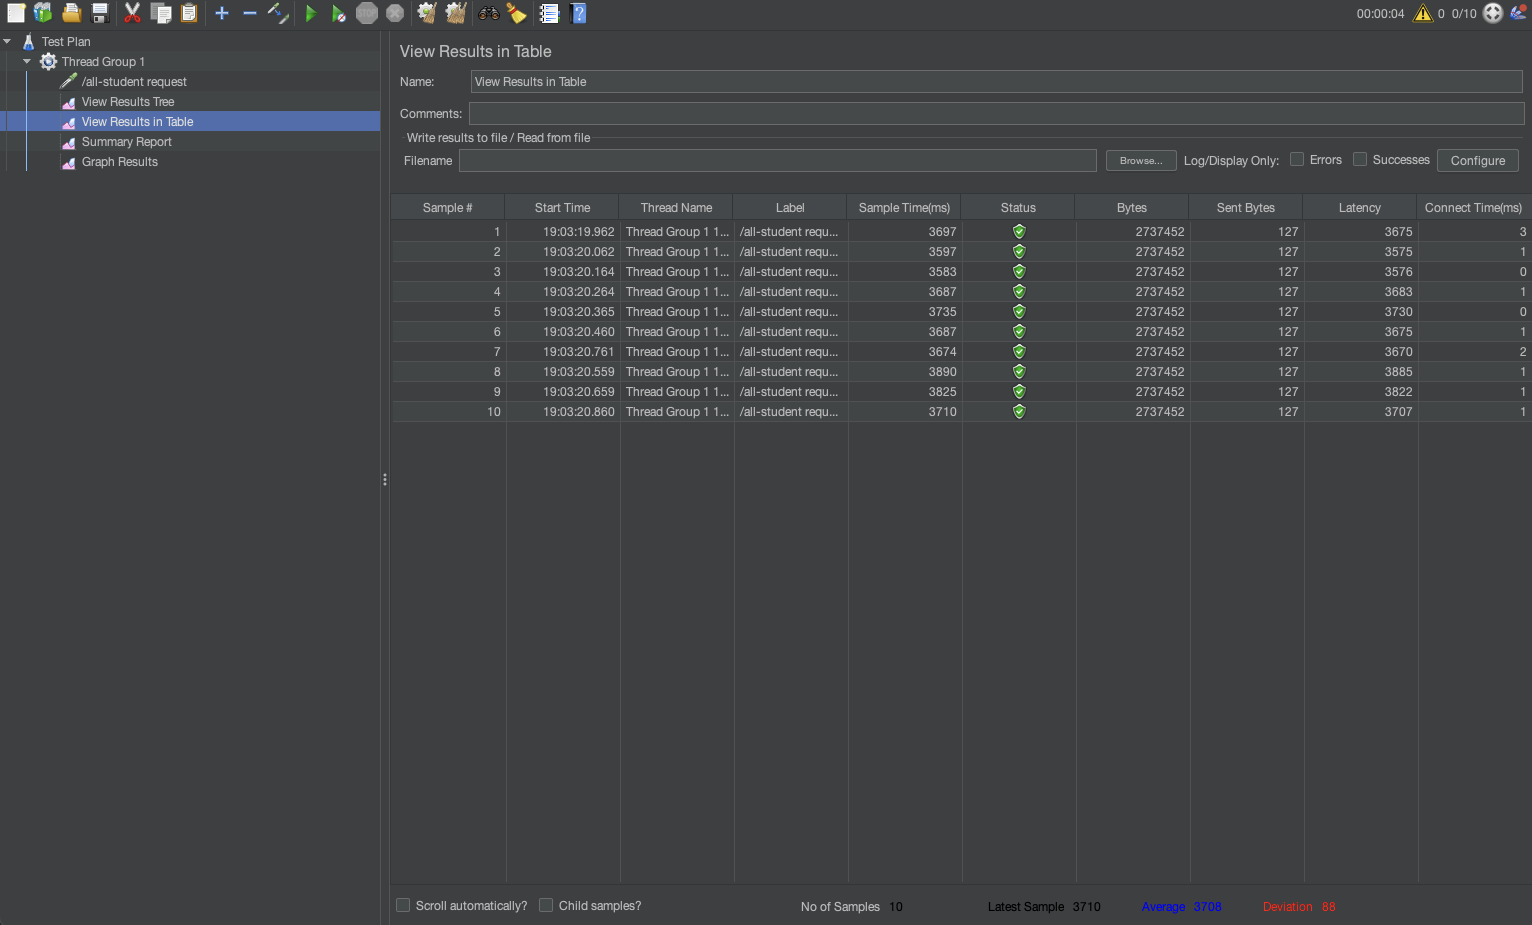 00:00:04 0 0/10
Test Plan
Thread Group 1
/all-student request
View Results Tree
View Results in Table
Summary Report
Graph Results
View Results in Table
Name: View Results in Table
Comments:
Write results to file / Read from file
Filename Browse... Log/Display Only: Errors Successes Configure
Sample # Start Time Thread Name Label Sample Time(ms) Status Bytes Sent Bytes Latency Connect Time(ms)
1 19:03:19.962 Thread Group 1 1... /all-student requ... 3697 2737452 127 3675 3
2 19:03:20.062 Thread Group 1 1... /all-student requ... 3597 2737452 127 3575 1
3 19:03:20.164 Thread Group 1 1... /all-student requ... 3583 2737452 127 3576 0
4 19:03:20.264 Thread Group 1 1... /all-student requ... 3687 2737452 127 3683 1
5 19:03:20.365 Thread Group 1 1... /all-student requ... 3735 2737452 127 3730 0
6 19:03:20.460 Thread Group 1 1... /all-student requ... 3687 2737452 127 3675 1
7 19:03:20.761 Thread Group 1 1... /all-student requ... 3674 2737452 127 3670 2
8 19:03:20.559 Thread Group 1 1... /all-student requ... 3890 2737452 127 3885 1
9 19:03:20.659 Thread Group 1 1... /all-student requ... 3825 2737452 127 3822 1
10 19:03:20.860 Thread Group 1 1... /all-student requ... 3710 2737452 127 3707 1
Scroll automatically? Child samples? No of Samples 10 Latest Sample 3710 Average 3708 Deviation 88